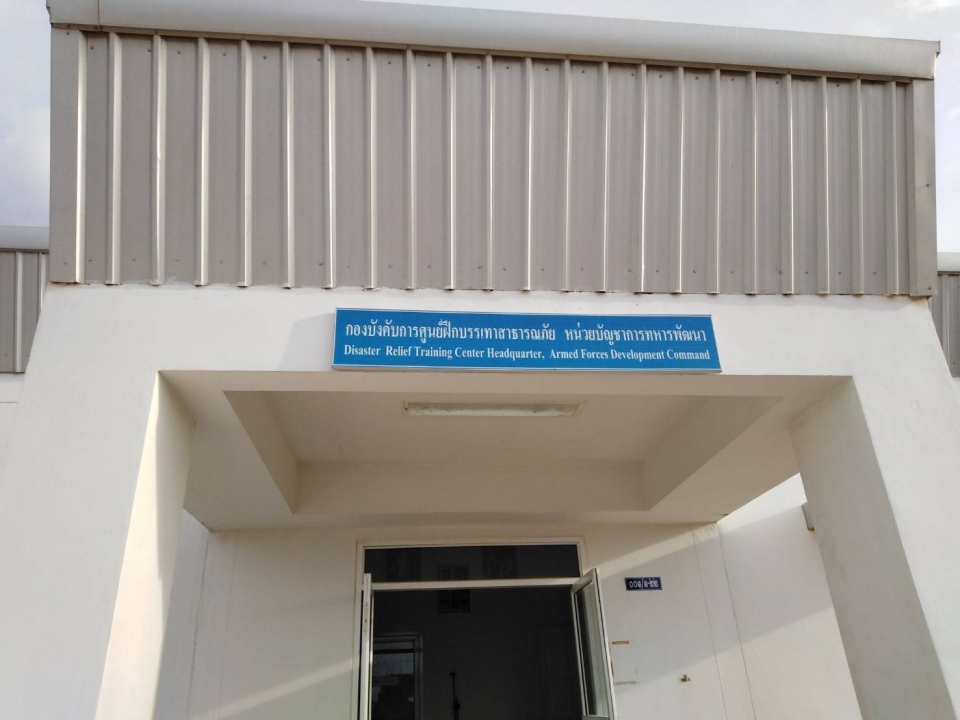 กองบังคับการศูนย์ฝึกบรรเทาสาธารณภัย หน่วยบัญชาการทหารพัฒนา
Disaster Relief Training Center Headquarter, Armed Forces Development Command